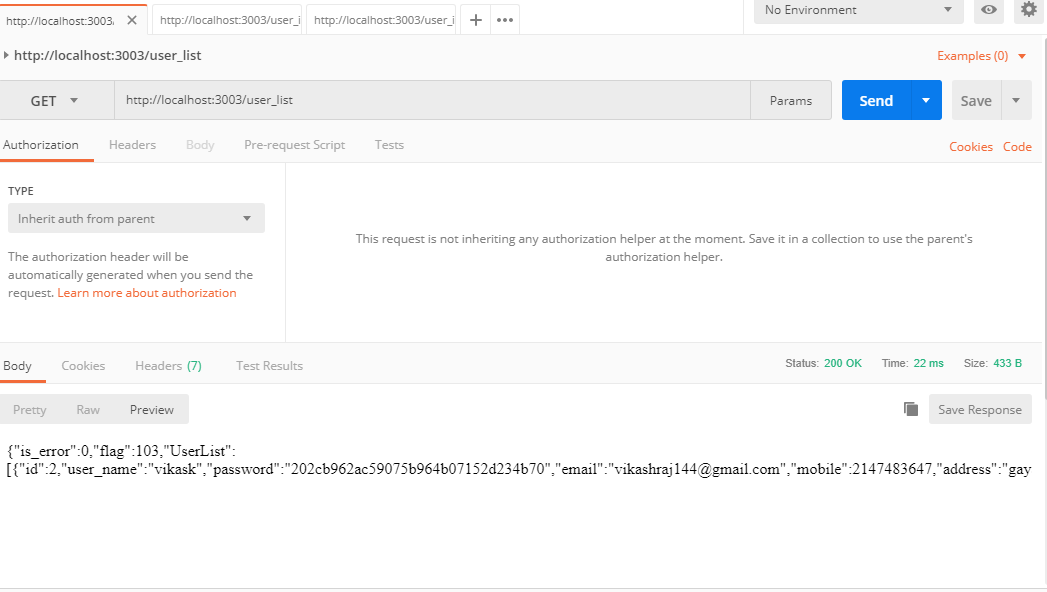 http://localhost:3003/
http://localhost:3003/user_l
http://localhost:3003/user_l
No Environment
http://localhost:3003/user_list
Examples (0)
GET
http://localhost:3003/user_list
Params
Send
Save
Authorization
Headers
Body
Pre-request Script
Tests
Cookies
Code
TYPE
Inherit auth from parent
The authorization header will be
automatically generated when you send the
request. Learn more about authorization
This request is not inheriting any authorization helper at the moment. Save it in a collection to use the parent's
authorization helper.
Body
Cookies
Headers (7)
Test Results
Status: 200 OK
Time: 22 ms
Size: 433 B
Pretty
Raw
Preview
Save Response
{"is_error":0,"flag":103,"UserList":
[{"id":2,"user_name":"vikask","password":"202cb962ac59075b964b07152d234b70","email":"vikashraj144@gmail.com","mobile":2147483647,"address":"gay